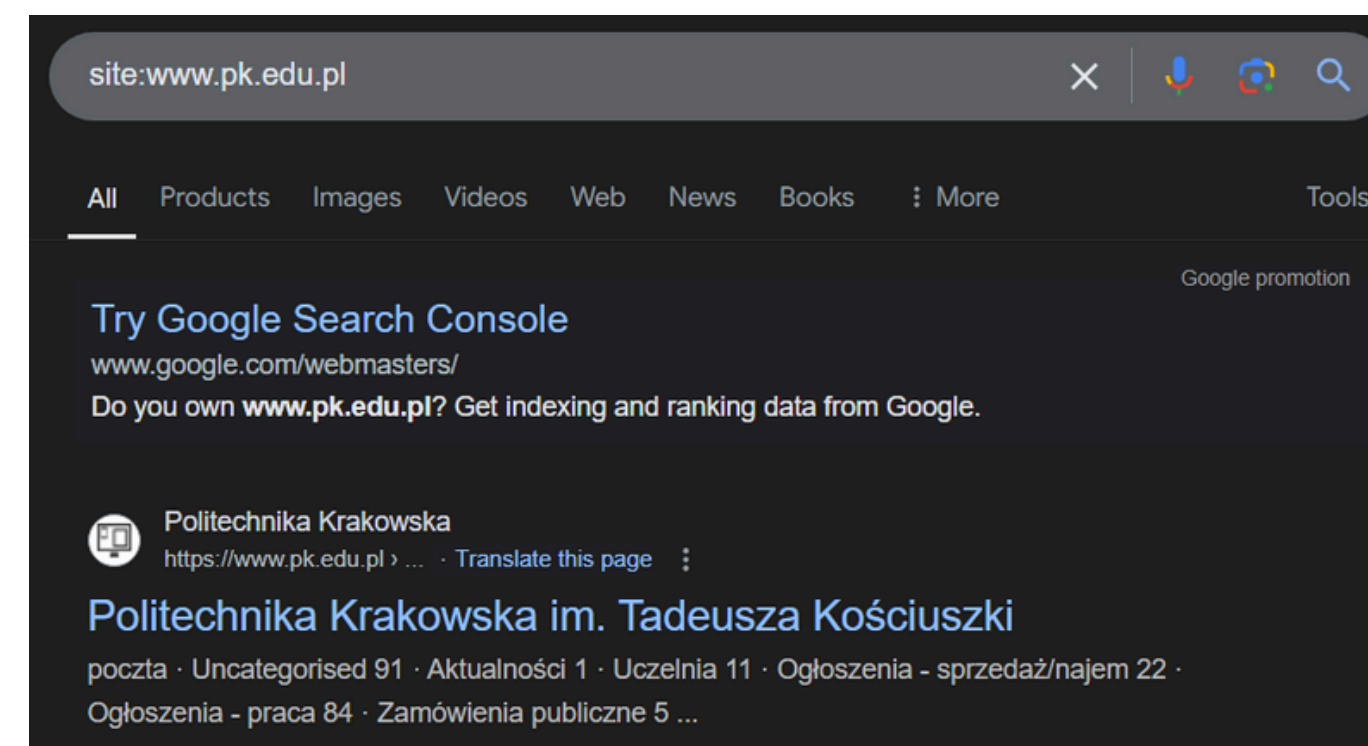 site:www.pk.edu.pl
All Products Images Videos Web News Books More Tools
Google promotion
Try Google Search Console
www.google.com/webmasters/
Do you own www.pk.edu.pl? Get indexing and ranking data from Google.
Politechnika Krakowska
https://www.pk.edu.pl › ... · Translate this page
Politechnika Krakowska im. Tadeusza Kościuszki
poczta · Uncategorised 91 · Aktualności 1 · Uczelnia 11 · Ogłoszenia - sprzedaż/najem 22 ·
Ogłoszenia - praca 84 · Zamówienia publiczne 5 ...